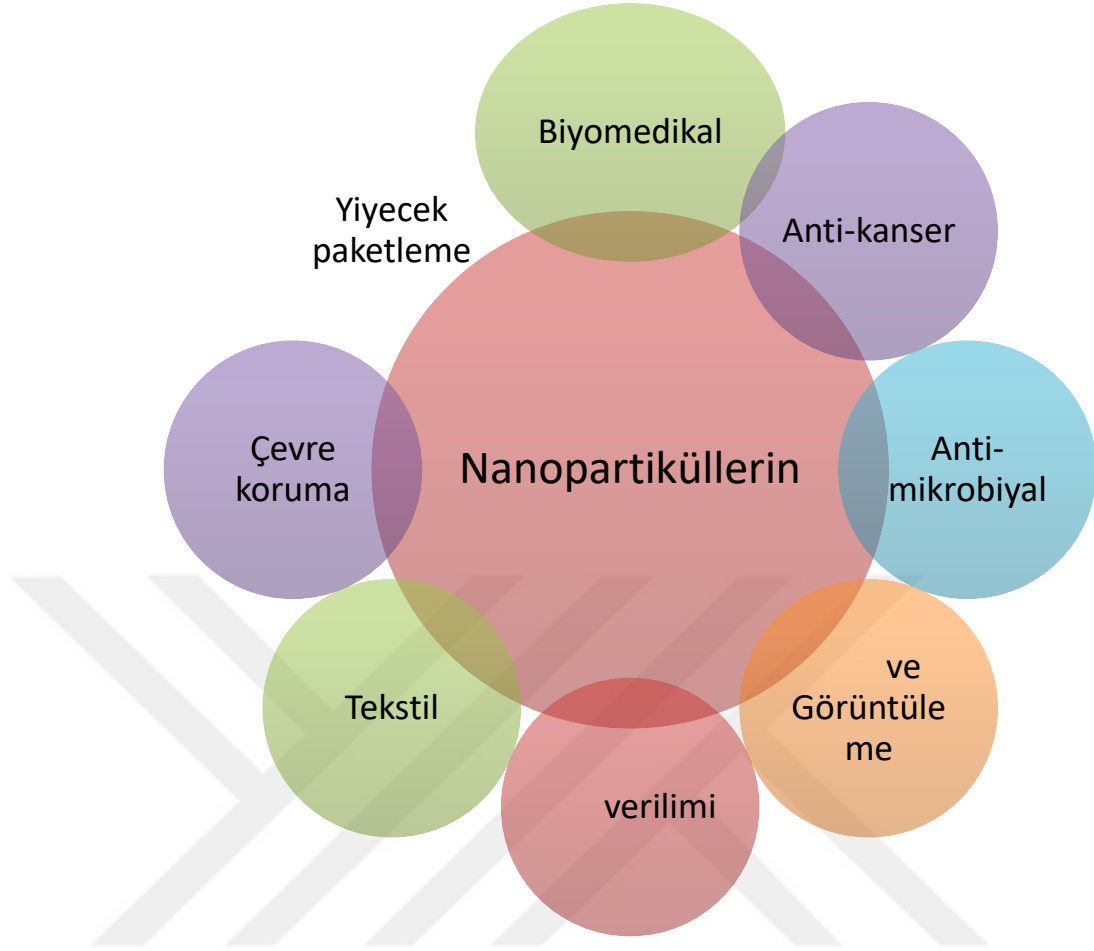 Biyomedikal
Anti-kanser
Anti-
mikrobiyal
ve
Görüntüle
me
verilimi
Tekstil
Çevre
koruma
Yiyecek
paketleme
Nanopartiküllerin